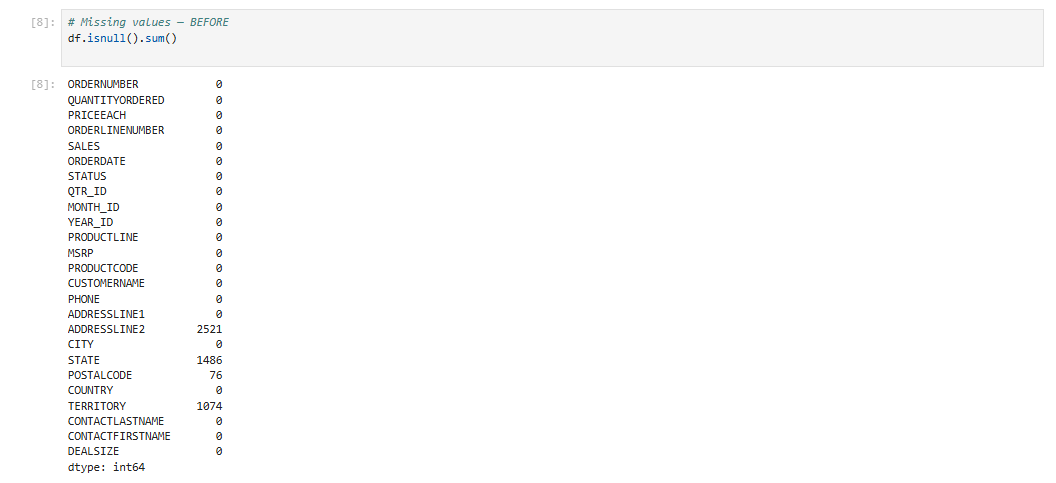 [8]: # Missing values — BEFORE
df.isnull().sum()
[8]: ORDERNUMBER 0
QUANTITYORDERED 0
PRICEEACH 0
ORDERLINENUMBER 0
SALES 0
ORDERDATE 0
STATUS 0
QTR_ID 0
MONTH_ID 0
YEAR_ID 0
PRODUCTLINE 0
MSRP 0
PRODUCTCODE 0
CUSTOMERNAME 0
PHONE 0
ADDRESSLINE1 0
ADDRESSLINE2 2521
CITY 0
STATE 1486
POSTALCODE 76
COUNTRY 0
TERRITORY 1074
CONTACTLASTNAME 0
CONTACTFIRSTNAME 0
DEALSIZE 0
dtype: int64